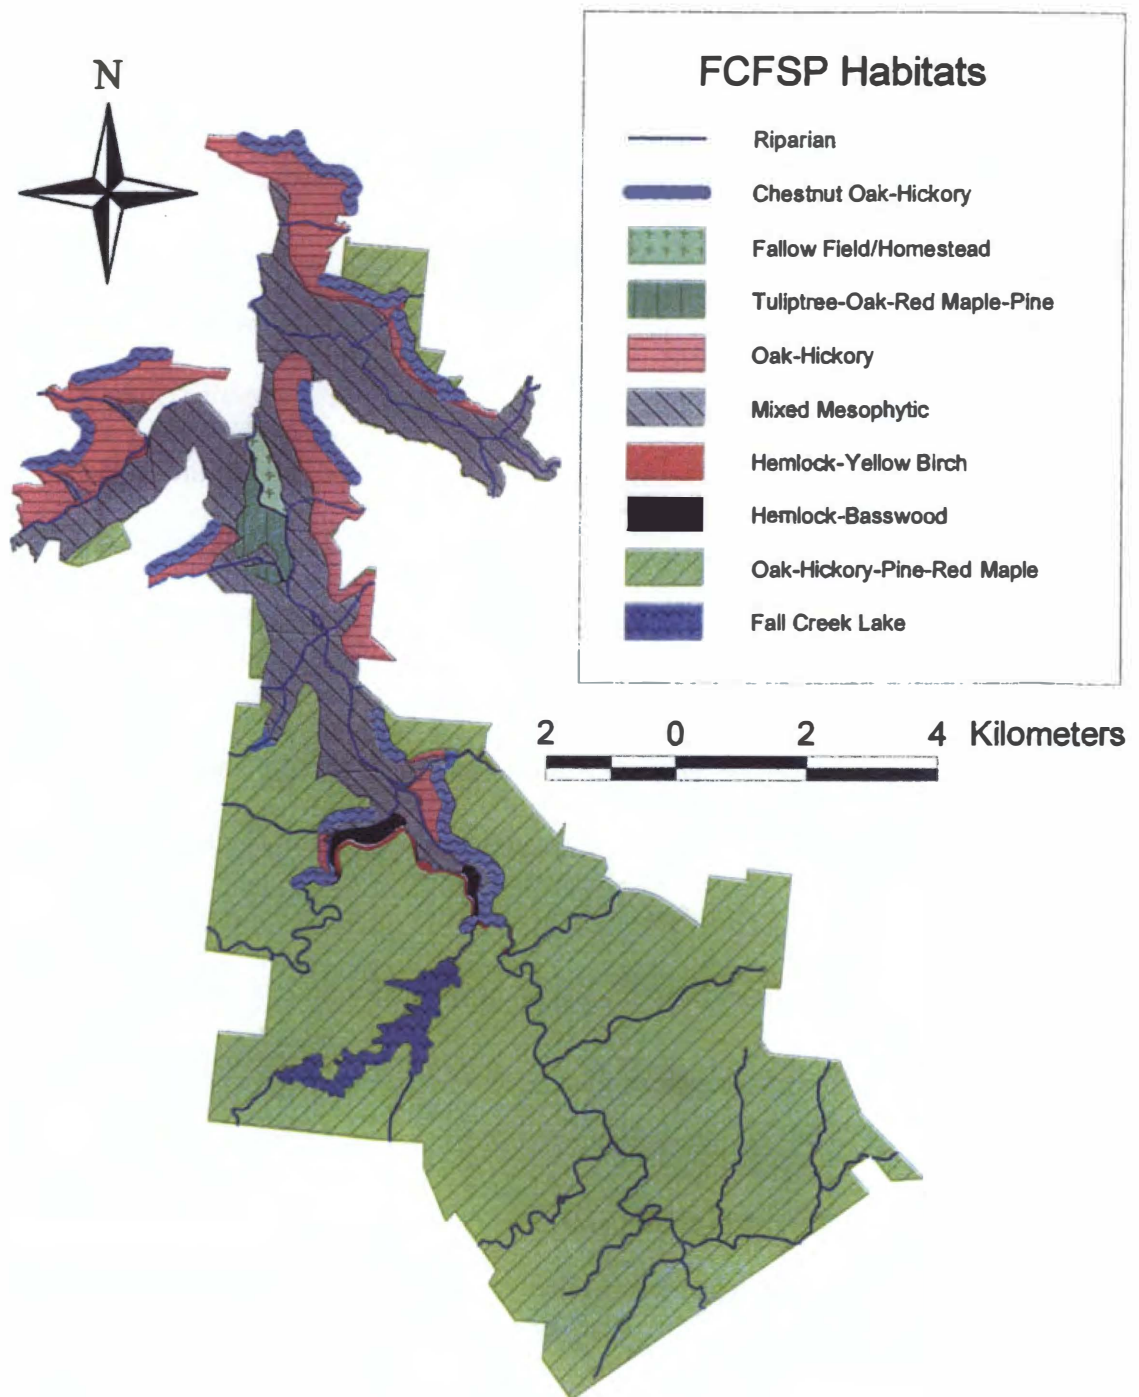 N
FCFSP Habitats
Riparian
Chestnut Oak-Hickory
Fallow Field/Homestead
Tuliptree-Oak-Red Maple-Pine
Oak-Hickory
Mixed Mesophytic
Hemlock-Yellow Birch
Hemlock-Basswood
Oak-Hickory-Pine-Red Maple
Fall Creek Lake
2 0 2 4 Kilometers